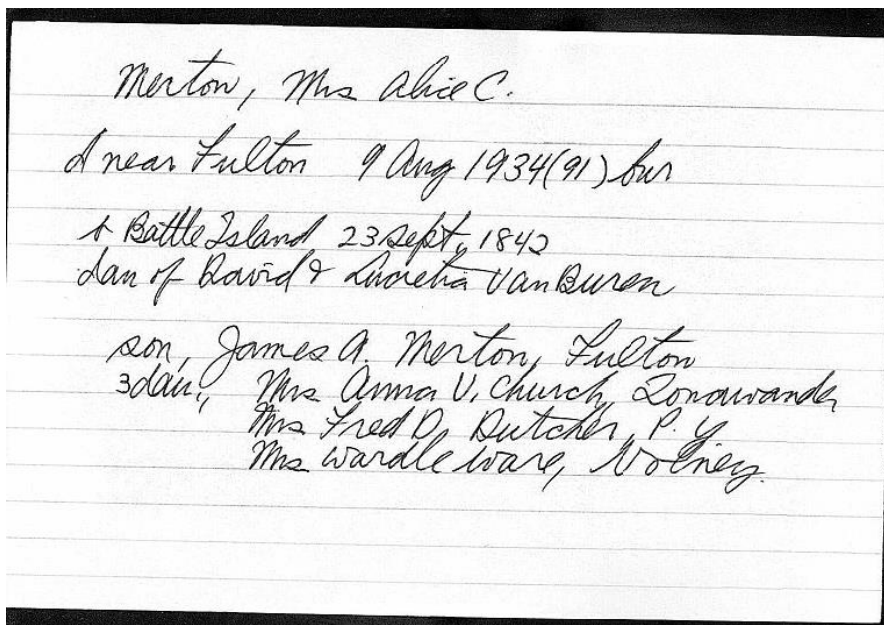 Merton, Mrs Alice C.
d near Fulton 9 Aug 1934 (91) bur
b Battle Island 23 Sept, 1842
dau of David & Lucretia Van Buren
son, James A. Merton, Fulton
3 dau., Mrs Anna V. Church, Tonawanda
Mrs Fred D. Dutcher, P. Y
Mrs Wardle Ware, Volney.